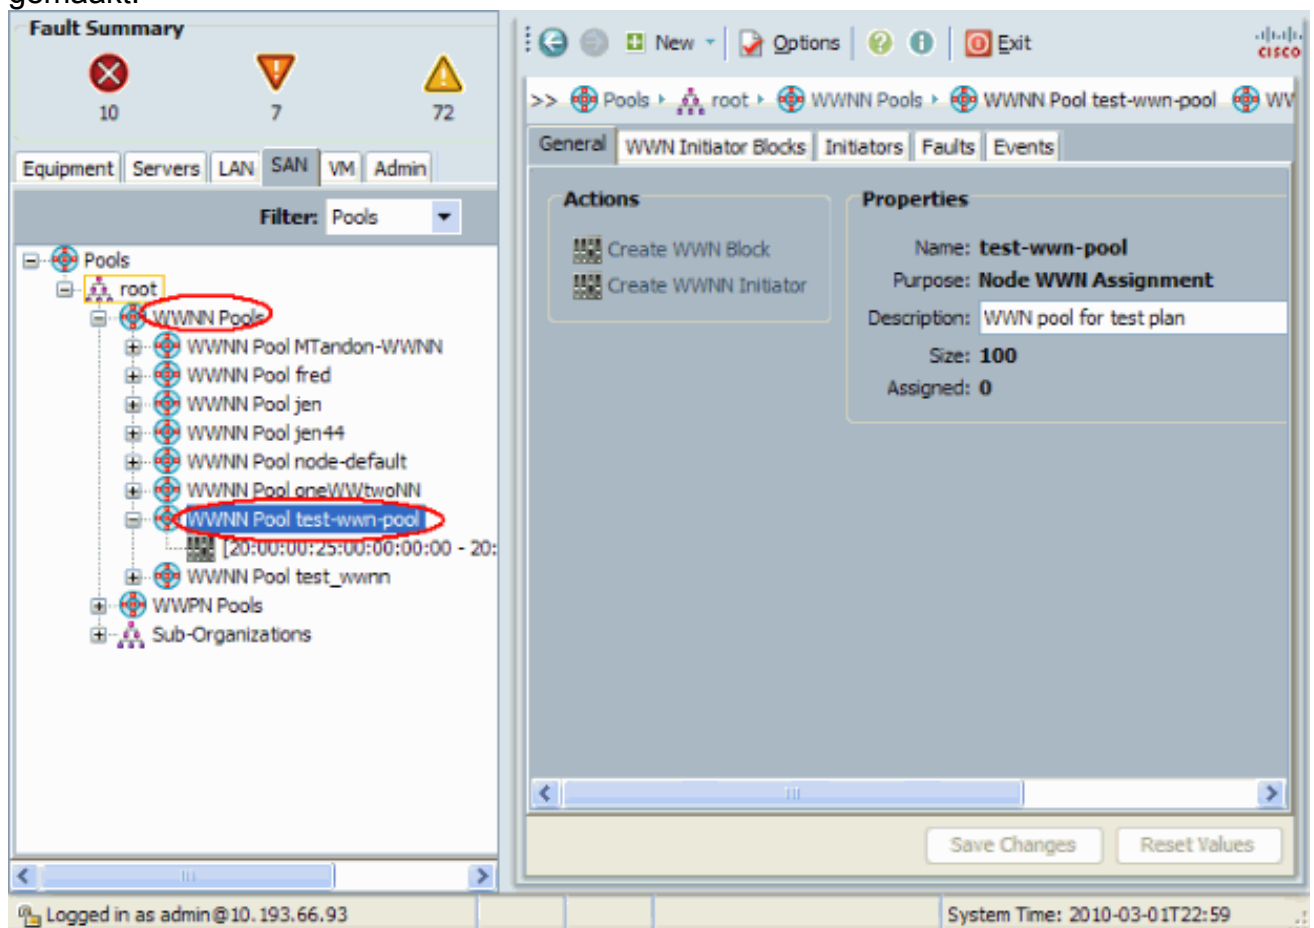 gemaakt.
Fault Summary
10 7 72
Equipment Servers LAN SAN VM Admin
Filter: Pools
Pools
root
WWNN Pools
WWNN Pool MTandon-WWNN
WWNN Pool fred
WWNN Pool jen
WWNN Pool jen44
WWNN Pool node-default
WWNN Pool oneWWtwoNN
WWNN Pool test-wwn-pool
[20:00:00:25:00:00:00:00 - 20:
WWNN Pool test_wwnn
WWPN Pools
Sub-Organizations
New Options Exit
CISCO
>> Pools root WWNN Pools WWNN Pool test-wwn-pool WW
General WWN Initiator Blocks Initiators Faults Events
Actions
Create WWN Block
Create WWNN Initiator
Properties
Name: test-wwn-pool
Purpose: Node WWN Assignment
Description: WWN pool for test plan
Size: 100
Assigned: 0
Save Changes Reset Values
Logged in as admin@10.193.66.93
System Time: 2010-03-01T22:59